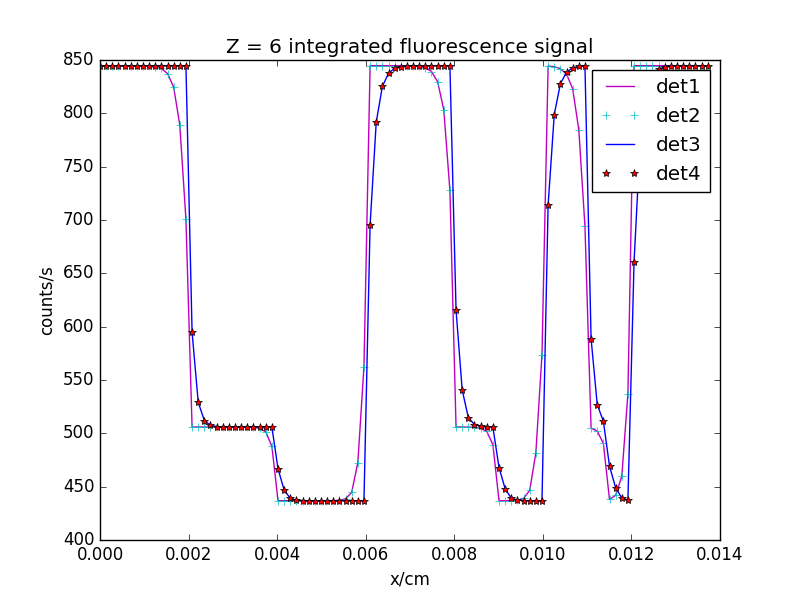 Z = 6 integrated fluorescence signal
850
800
750
700
650
600
550
500
450
400
counts/s
det1
det2
det3
det4
0.000 0.002 0.004 0.006 0.008 0.010 0.012 0.014
x/cm